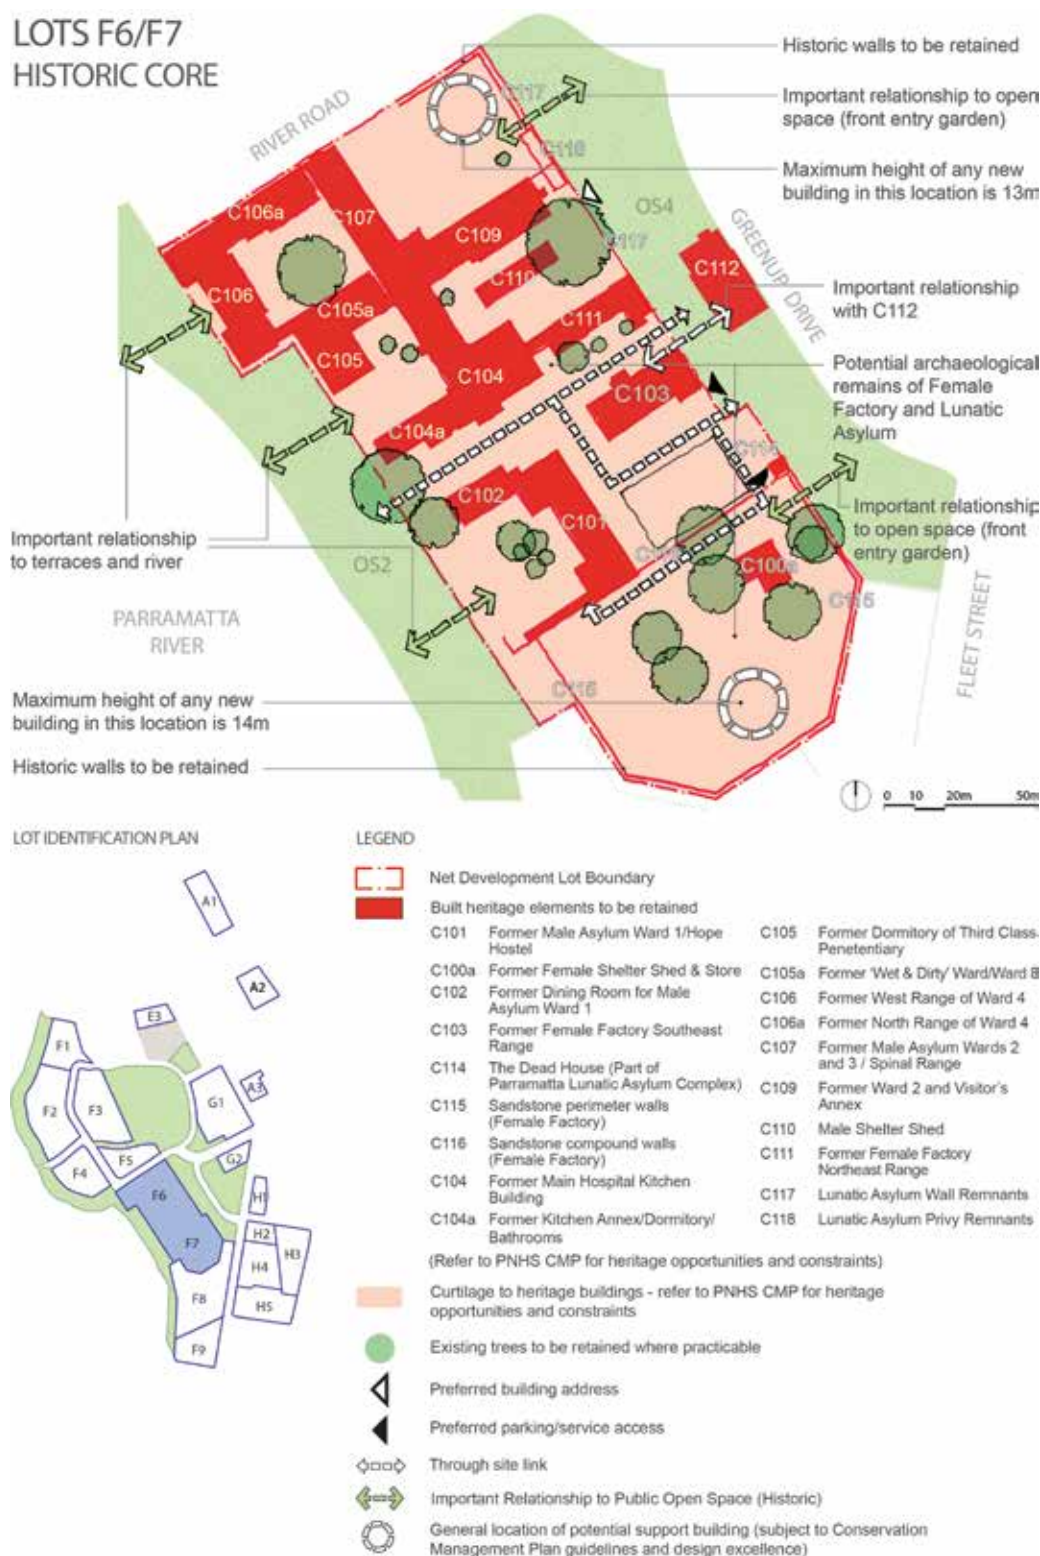 LOTS F6/F7
HISTORIC CORE
RIVER ROAD
Historic walls to be retained
Important relationship to open
space (front entry garden)
Maximum height of any new
building in this location is 13m
C117
C118
OS4
GREENUP DRIVE
C106a
C107
C109
C117
C110
C112
C106
C105a
C111
C105
C104
C103
C104a
Important relationship
with C112
Potential archaeological
remains of Female
Factory and Lunatic
Asylum
C114
C102
C101
Important relationship
to terraces and river
OS2
Important relationship
to open space (front
entry garden)
C100a
C115
PARRAMATTA
RIVER
FLEET STREET
Maximum height of any new
building in this location is 14m
Historic walls to be retained
0 10 20m 50m
LOT IDENTIFICATION PLAN
A1
A2
E3
F1
A3
F2
F3
G1
F5
F4
G2
F6
H1
F7
H2
H3
H4
F8
H5
F9
LEGEND
Net Development Lot Boundary
Built heritage elements to be retained
C101 Former Male Asylum Ward 1/Hope
Hostel
C100a Former Female Shelter Shed & Store
C102 Former Dining Room for Male
Asylum Ward 1
C103 Former Female Factory Southeast
Range
C114 The Dead House (Part of
Parramatta Lunatic Asylum Complex)
C115 Sandstone perimeter walls
(Female Factory)
C116 Sandstone compound walls
(Female Factory)
C104 Former Main Hospital Kitchen
Building
C104a Former Kitchen Annex/Dormitory/
Bathrooms
C105 Former Dormitory of Third Class
Penetentiary
C105a Former 'Wet & Dirty' Ward/Ward 8
C106 Former West Range of Ward 4
C106a Former North Range of Ward 4
C107 Former Male Asylum Wards 2
and 3 / Spinal Range
C109 Former Ward 2 and Visitor's
Annex
C110 Male Shelter Shed
C111 Former Female Factory
Northeast Range
C117 Lunatic Asylum Wall Remnants
C118 Lunatic Asylum Privy Remnants
(Refer to PNHS CMP for heritage opportunities and constraints)
Curtilage to heritage buildings - refer to PNHS CMP for heritage
opportunities and constraints
Existing trees to be retained where practicable
Preferred building address
Preferred parking/service access
Through site link
Important Relationship to Public Open Space (Historic)
General location of potential support building (subject to Conservation
Management Plan guidelines and design excellence)